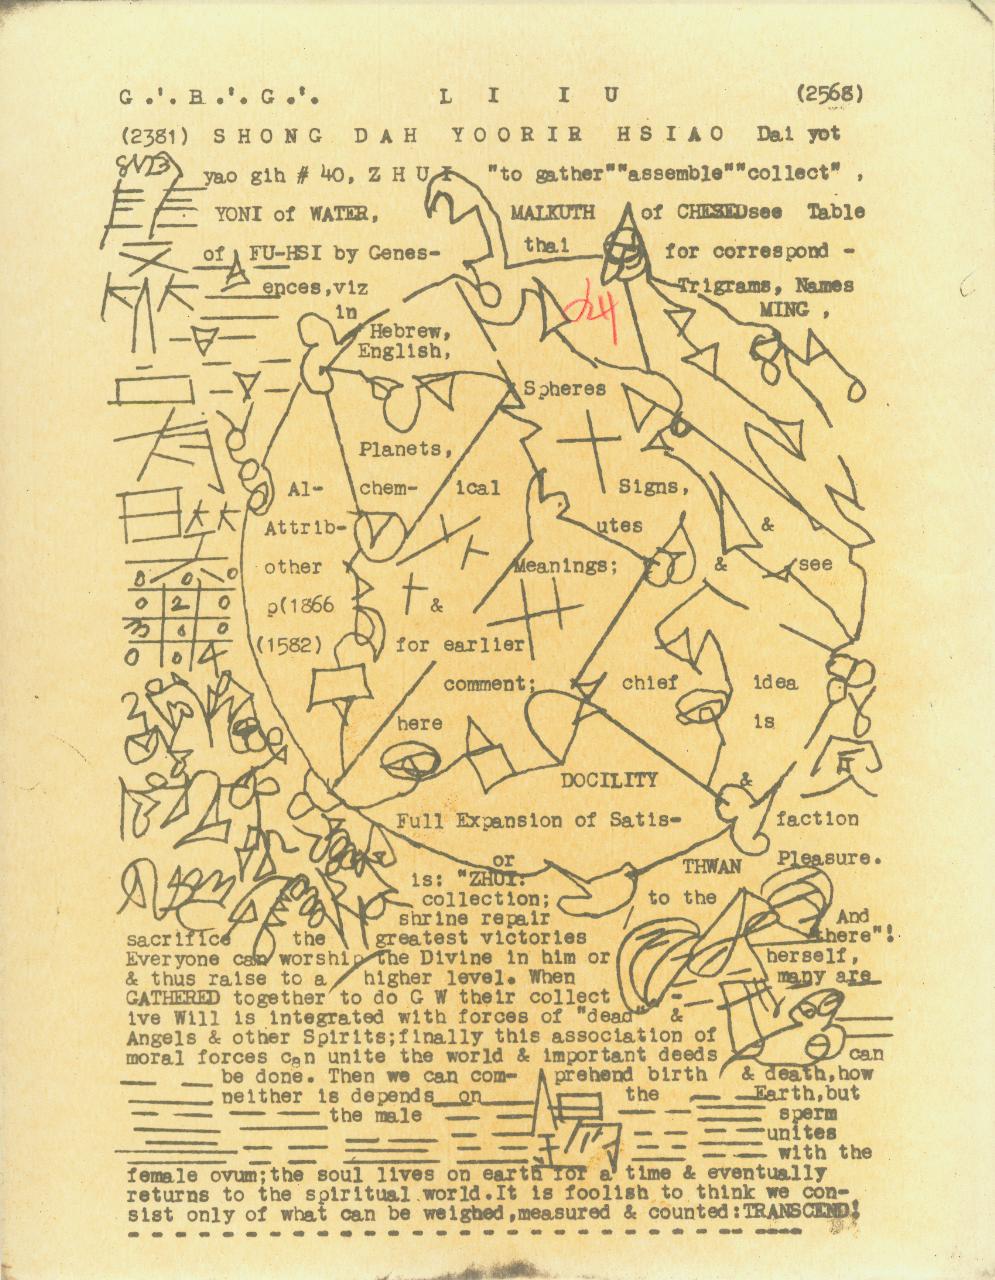 G.'. B.'. G.'. L I I U (2568)
(2381) S H O N G D A H Y O O R I R H S I A O Dai yot
yao gih # 40, Z H U I "to gather""assemble""collect" ,
YONI of WATER, MALKUTH of CHESEDsee Table
of FU-HSI by Genes- thai for correspond -
ences,viz Trigrams, Names
in MING ,
24
Hebrew,
English,
Spheres
Planets,
Al- chem- ical Signs,
Attrib- utes &
other Meanings; & see
p(1866 &
(1582) for earlier
comment; chief idea
here is
DOCILITY &
Full Expansion of Satis- faction
or THWAN Pleasure.
is: "ZHUI:
collection; to the
shrine repair And
sacrifice the greatest victories there"!
Everyone can worship the Divine in him or herself,
& thus raise to a higher level. When many are
GATHERED together to do G W their collect
ive Will is integrated with forces of "dead" &
Angels & other Spirits;finally this association of
moral forces can unite the world & important deeds can
be done. Then we can com- prehend birth & death,how
neither is depends on the Earth,but
the male sperm
unites
with the
female ovum;the soul lives on earth for a time & eventually
returns to the spiritual world.It is foolish to think we con-
sist only of what can be weighed,measured & counted:TRANSCEND!